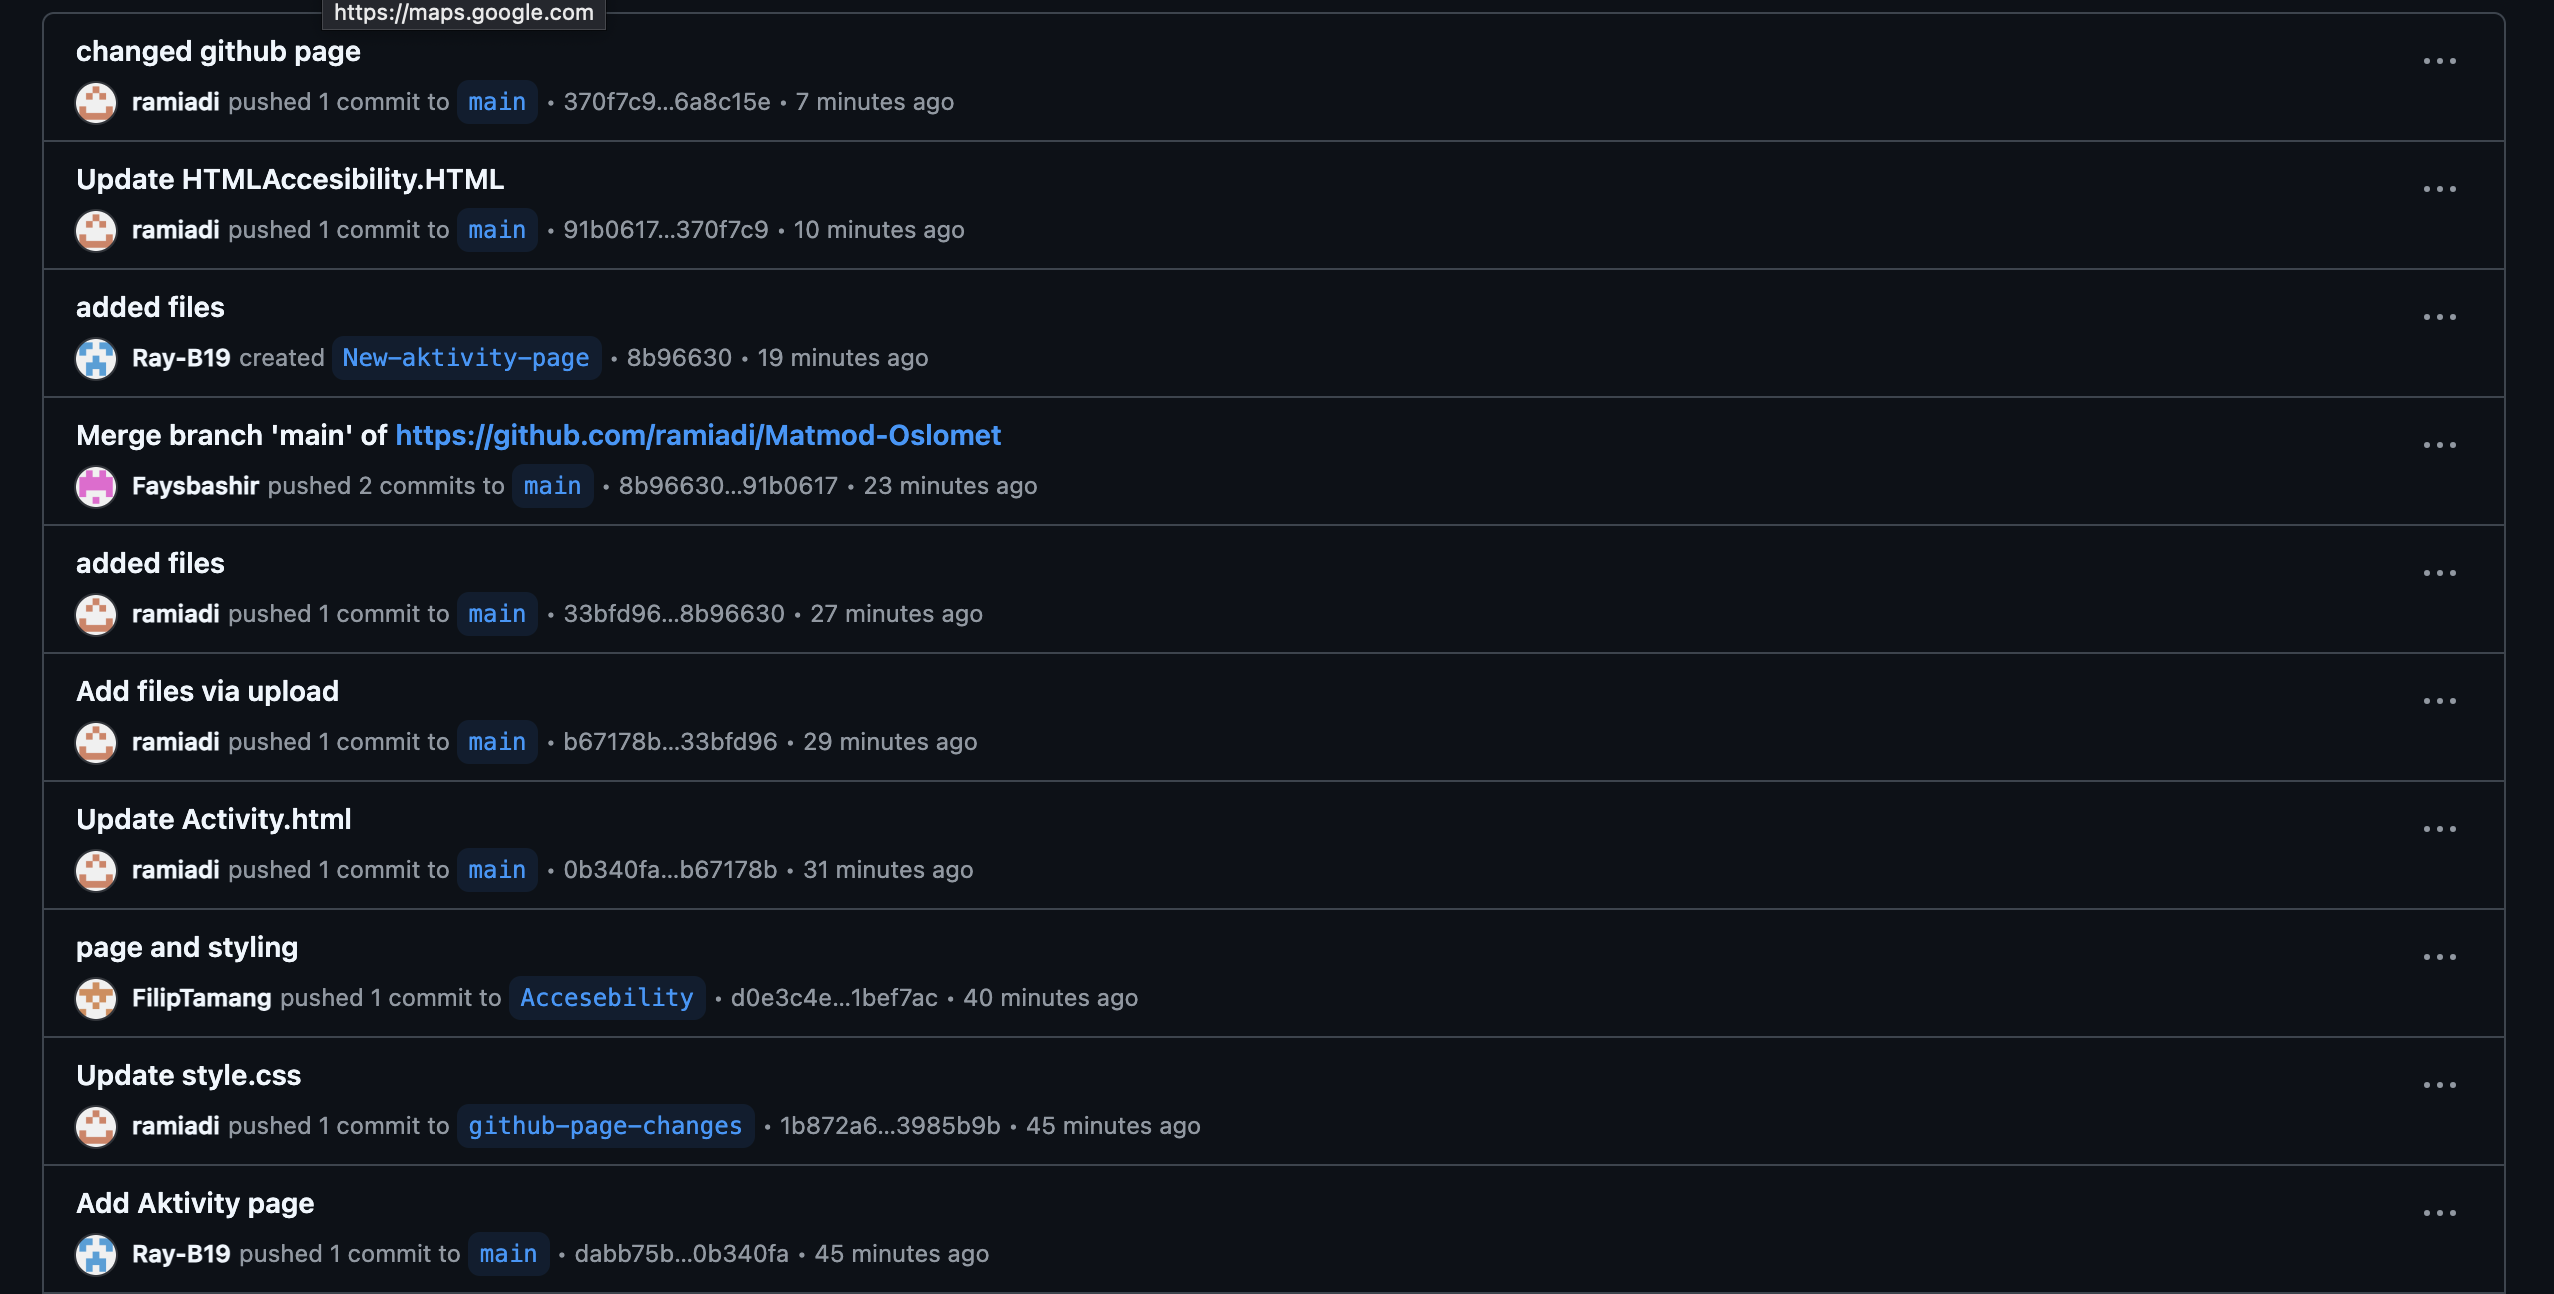 https://maps.google.com
changed github page
ramiadi pushed 1 commit to main • 370f7c9...6a8c15e • 7 minutes ago
Update HTMLAccesibility.HTML
ramiadi pushed 1 commit to main • 91b0617...370f7c9 • 10 minutes ago
added files
Ray-B19 created New-aktivity-page • 8b96630 • 19 minutes ago
Merge branch 'main' of https://github.com/ramiadi/Matmod-Oslomet
Faysbashir pushed 2 commits to main • 8b96630...91b0617 • 23 minutes ago
added files
ramiadi pushed 1 commit to main • 33bfd96...8b96630 • 27 minutes ago
Add files via upload
ramiadi pushed 1 commit to main • b67178b...33bfd96 • 29 minutes ago
Update Activity.html
ramiadi pushed 1 commit to main • 0b340fa...b67178b • 31 minutes ago
page and styling
FilipTamang pushed 1 commit to Accesebility • d0e3c4e...1bef7ac • 40 minutes ago
Update style.css
ramiadi pushed 1 commit to github-page-changes • 1b872a6...3985b9b • 45 minutes ago
Add Aktivity page
Ray-B19 pushed 1 commit to main • dabb75b...0b340fa • 45 minutes ago